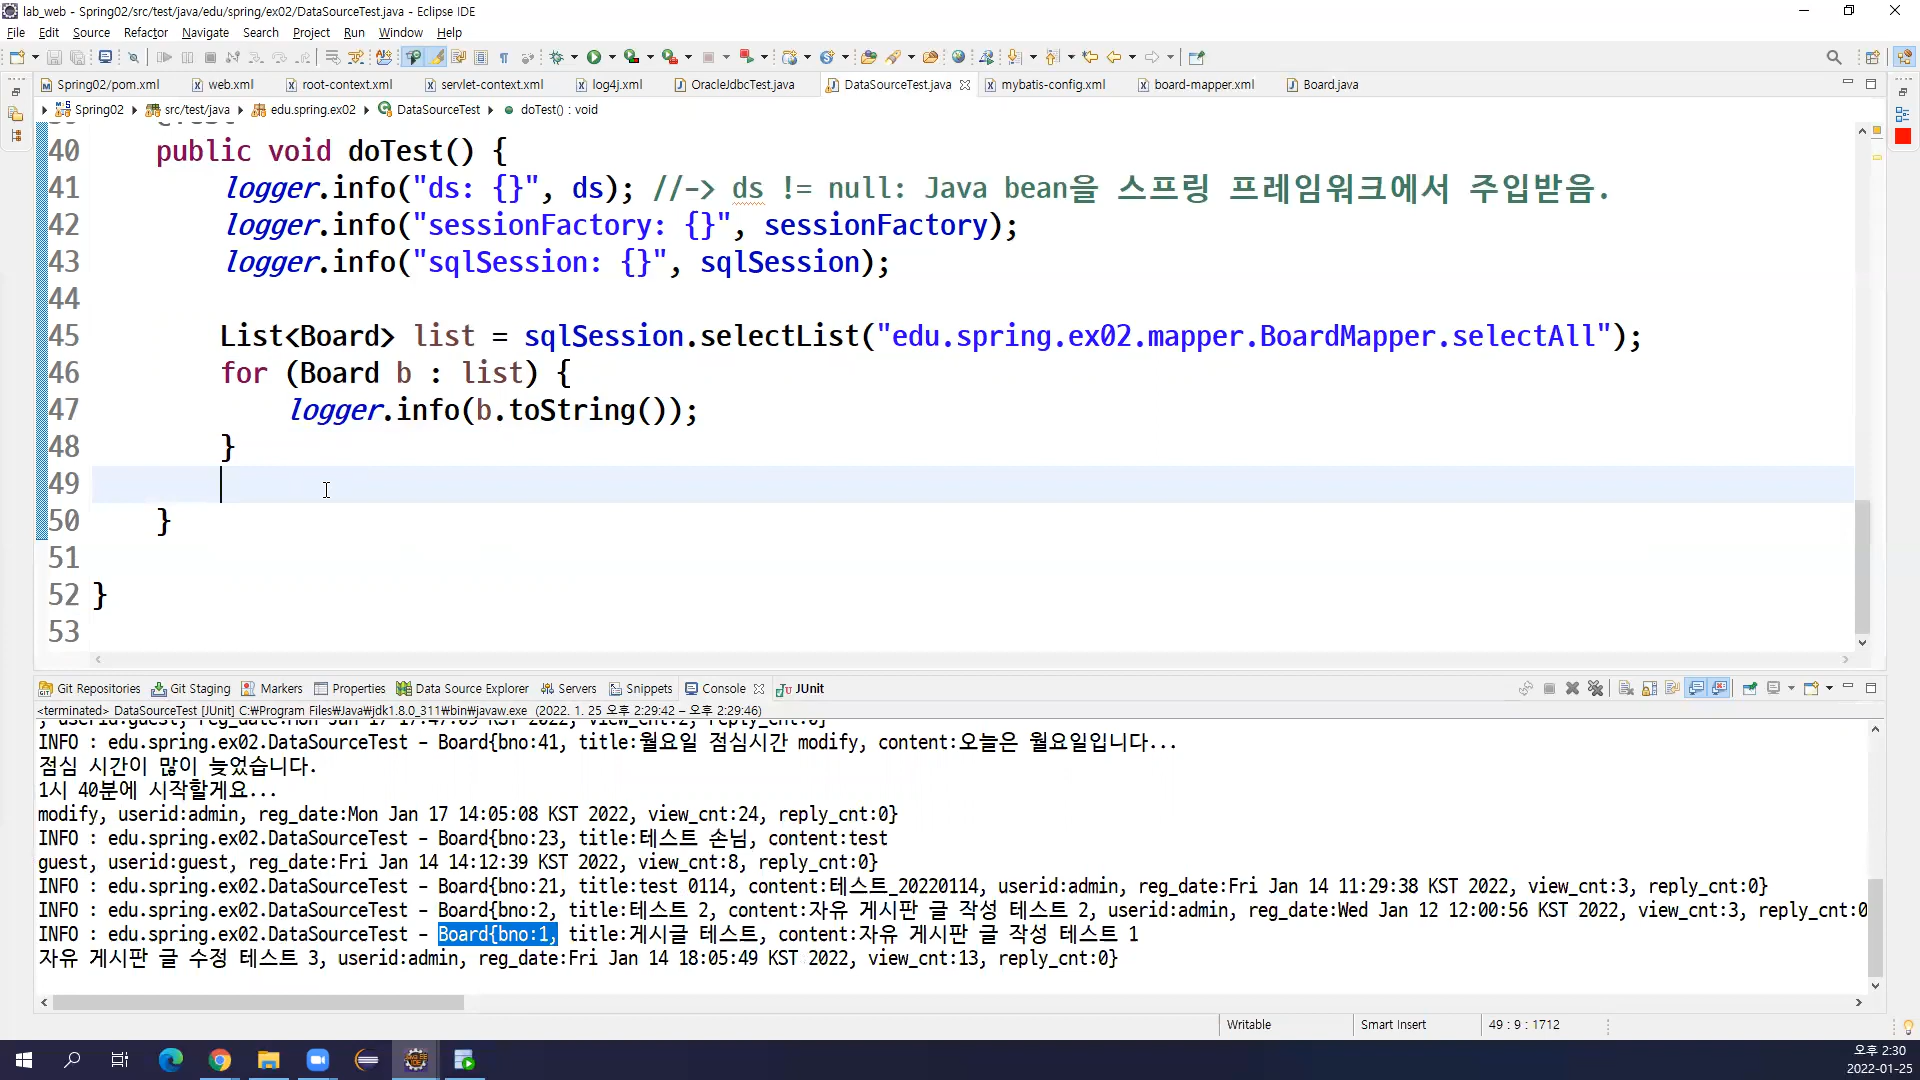 lab_web - Spring02/src/test/java/edu/spring/ex02/DataSourceTest.java - Eclipse IDE
File Edit Source Refactor Navigate Search Project Run Window Help
Spring02/pom.xml web.xml root-context.xml servlet-context.xml log4j.xml OracleJdbcTest.java DataSourceTest.java mybatis-config.xml board-mapper.xml Board.java
Spring02 src/test/java edu.spring.ex02 DataSourceTest doTest() : void
40 public void doTest() {
41 logger.info("ds: {}", ds); //-> ds != null: Java bean을 스프링 프레임워크에서 주입받음.
42 logger.info("sessionFactory: {}", sessionFactory);
43 logger.info("sqlSession: {}", sqlSession);
44
45 List<Board> list = sqlSession.selectList("edu.spring.ex02.mapper.BoardMapper.selectAll");
46 for (Board b : list) {
47 logger.info(b.toString());
48 }
49
50 }
51
52 }
53
Git Repositories Git Staging Markers Properties Data Source Explorer Servers Snippets Console JUnit
<terminated> DataSourceTest [JUnit] C:₩Program Files₩Java₩jdk1.8.0_311₩bin₩javaw.exe (2022. 1. 25 오후 2:29:42 – 오후 2:29:46)
, userid:guest, reg_date:Mon Jan 17 17:47:09 KST 2022, view_cnt:2, reply_cnt:0}
INFO : edu.spring.ex02.DataSourceTest - Board{bno:41, title:월요일 점심시간 modify, content:오늘은 월요일입니다...
점심 시간이 많이 늦었습니다.
1시 40분에 시작할게요...
modify, userid:admin, reg_date:Mon Jan 17 14:05:08 KST 2022, view_cnt:24, reply_cnt:0}
INFO : edu.spring.ex02.DataSourceTest - Board{bno:23, title:테스트 손님, content:test
guest, userid:guest, reg_date:Fri Jan 14 14:12:39 KST 2022, view_cnt:8, reply_cnt:0}
INFO : edu.spring.ex02.DataSourceTest - Board{bno:21, title:test 0114, content:테스트_20220114, userid:admin, reg_date:Fri Jan 14 11:29:38 KST 2022, view_cnt:3, reply_cnt:0}
INFO : edu.spring.ex02.DataSourceTest - Board{bno:2, title:테스트 2, content:자유 게시판 글 작성 테스트 2, userid:admin, reg_date:Wed Jan 12 12:00:56 KST 2022, view_cnt:3, reply_cnt:0
INFO : edu.spring.ex02.DataSourceTest - Board{bno:1, title:게시글 테스트, content:자유 게시판 글 작성 테스트 1
자유 게시판 글 수정 테스트 3, userid:admin, reg_date:Fri Jan 14 18:05:49 KST 2022, view_cnt:13, reply_cnt:0}
Writable Smart Insert 49 : 9 : 1712
오후 2:30
2022-01-25